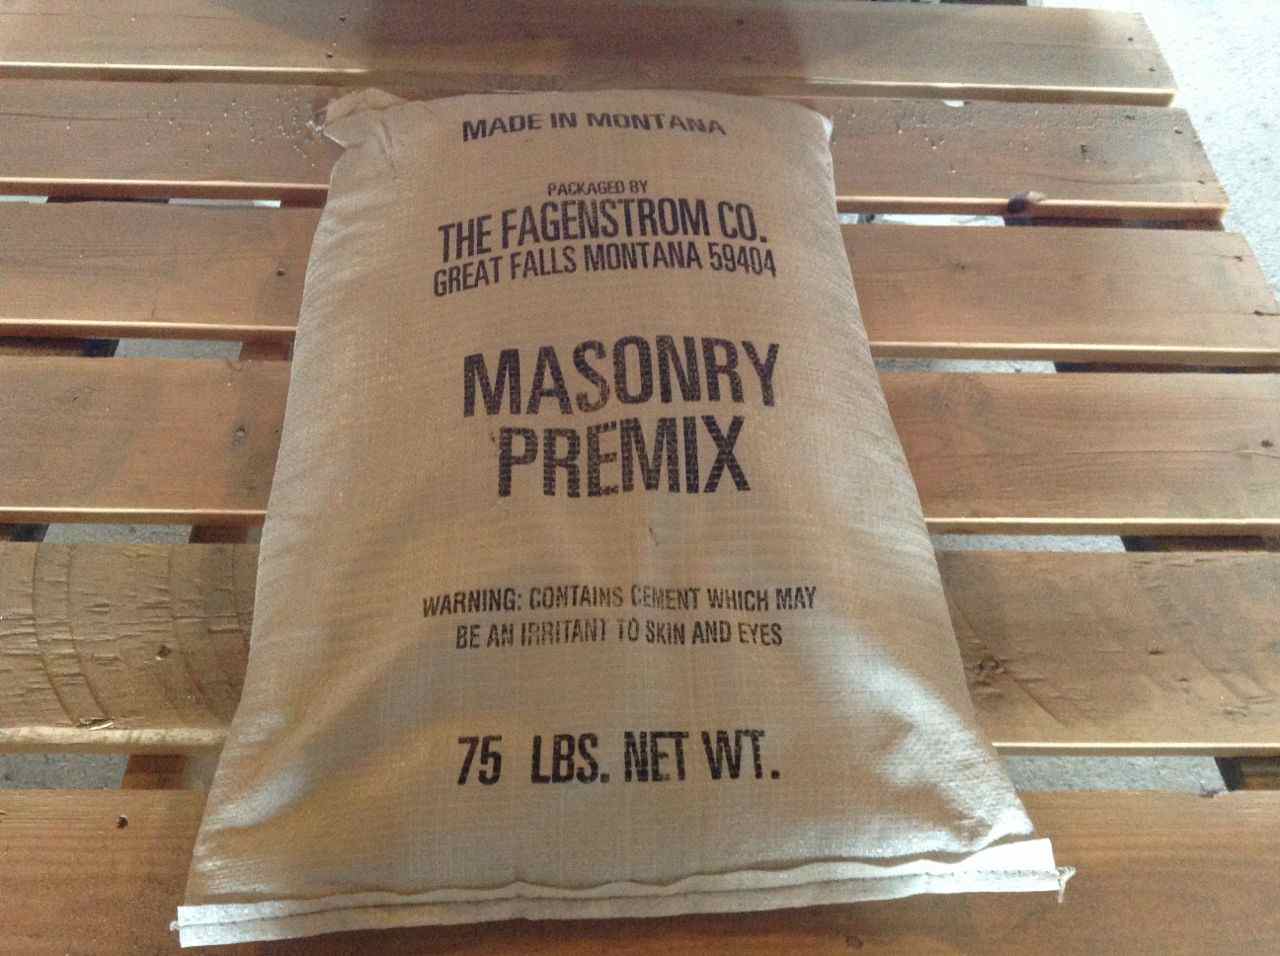 MADE IN MONTANA
PACKAGED BY
THE FAGENSTROM CO.
GREAT FALLS MONTANA 59404
MASONRY
PREMIX
WARNING: CONTAINS CEMENT WHICH MAY
BE AN IRRITANT TO SKIN AND EYES
75 LBS. NET WT.